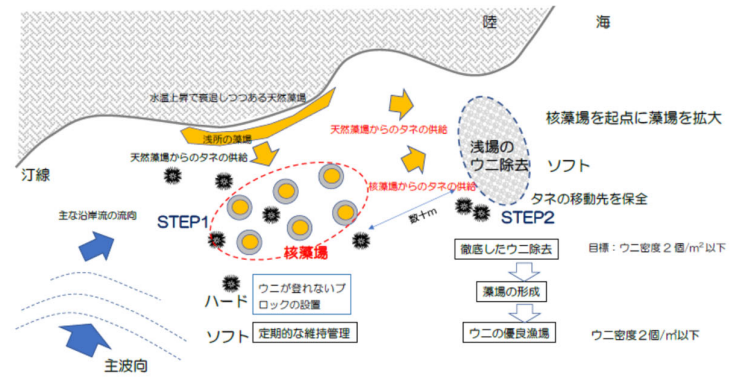 陸
海
水温上昇で衰退しつつある天然藻場
浅所の藻場
天然藻場からのタネの供給
汀線
天然藻場からのタネの供給
核藻場を起点に藻場を拡大
浅場の
ウニ除去
ソフト
核藻場からのタネの供給
タネの移動先を保全
主な沿岸流の流向
STEP1
核藻場
数十m
STEP2
徹底したウニ除去
目標：ウニ密度２個/m²以下
ハード
ウニが登れないブ
ロックの設置
藻場の形成
ソフト
定期的な維持管理
ウニの優良漁場
ウニ密度２個/㎡以下
主波向